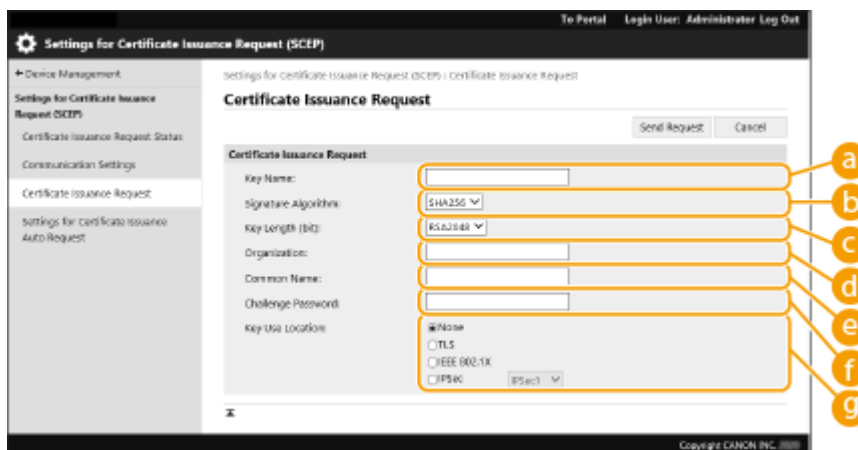 To Portal Login User: Administrator Log Out
Settings for Certificate Issuance Request (SCEP)
Device Management
Settings for Certificate Issuance Request (SCEP) : Certificate Issuance Request
Settings for Certificate Issuance
Request (SCEP)
Certificate Issuance Request
Send Request Cancel
Certificate Issuance Request Status
Communication Settings
Certificate Issuance Request
Settings for Certificate Issuance
Auto Request
Certificate Issuance Request
Key Name:
a
Signature Algorithm:
SHA256
b
Key Length (bit):
RSA2048
c
Organization:
d
Common Name:
e
Challenge Password:
f
Key Use Location:
None
TLS
IEEE 802.1X
IPSec IPSec1
g
Copyright CANON INC.